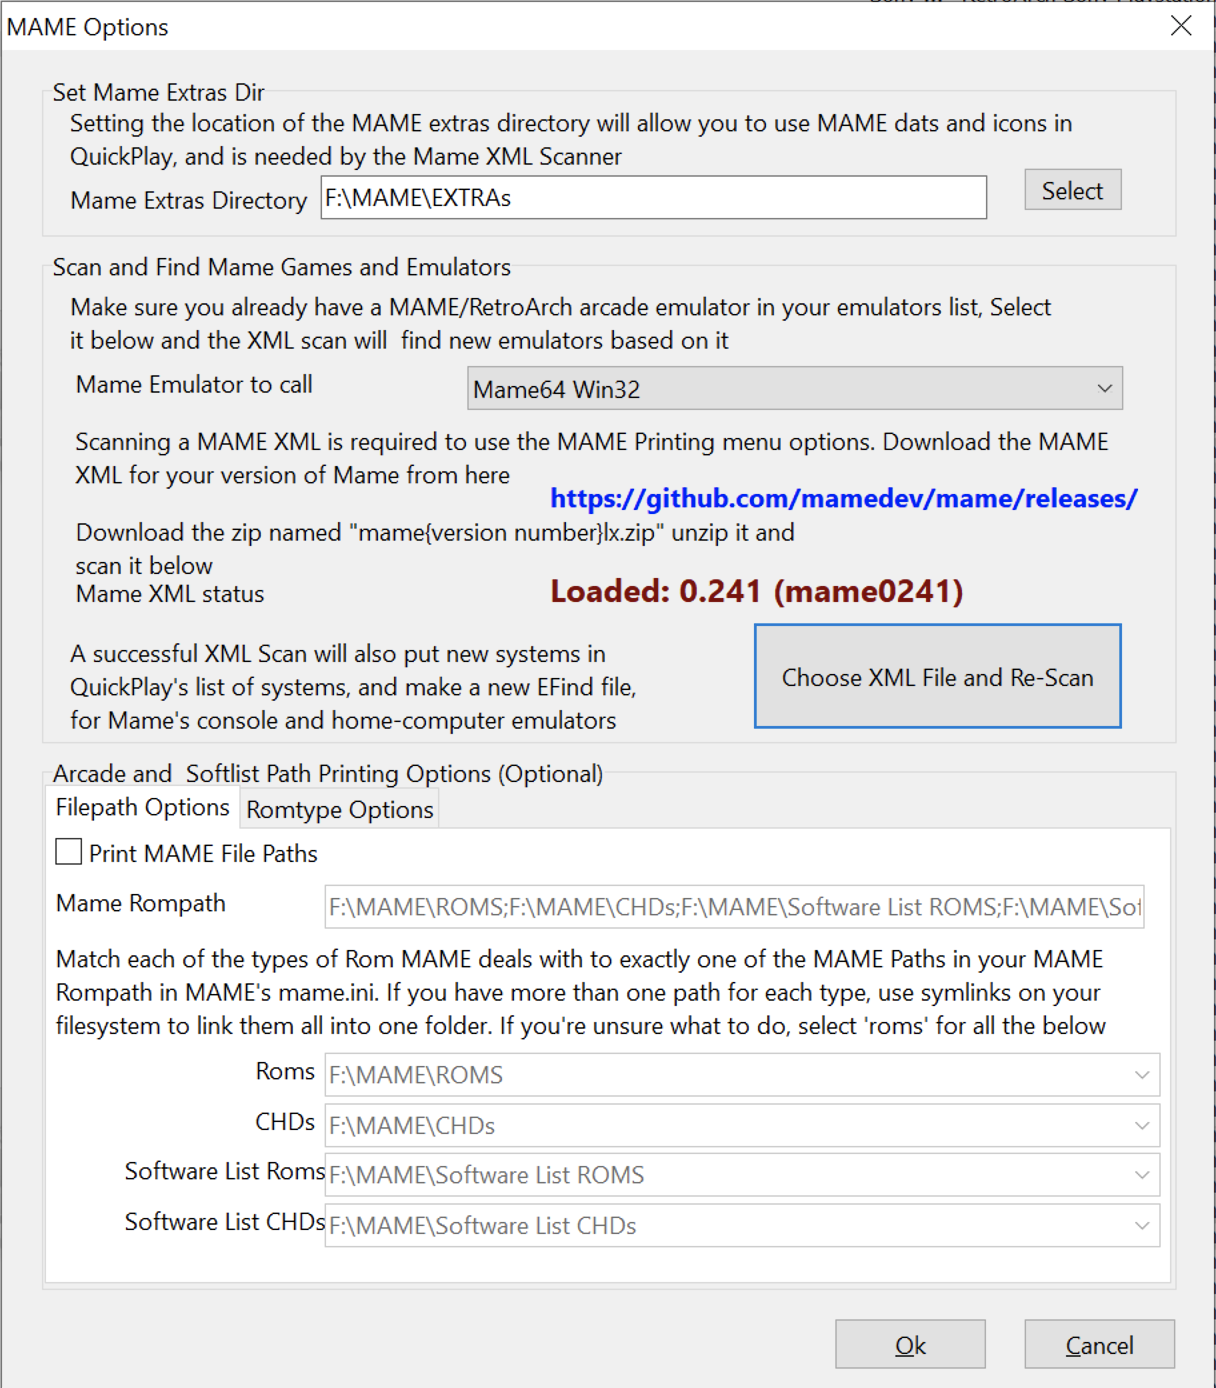 MAME Options
Set Mame Extras Dir
Setting the location of the MAME extras directory will allow you to use MAME dats and icons in
QuickPlay, and is needed by the Mame XML Scanner
Mame Extras Directory
F:\MAME\EXTRAs
Select
Scan and Find Mame Games and Emulators
Make sure you already have a MAME/RetroArch arcade emulator in your emulators list, Select
it below and the XML scan will  find new emulators based on it
Mame Emulator to call
Mame64 Win32
Scanning a MAME XML is required to use the MAME Printing menu options. Download the MAME
XML for your version of Mame from here
https://github.com/mamedev/mame/releases/
Download the zip named "mame{version number}lx.zip" unzip it and
scan it below
Mame XML status
Loaded: 0.241 (mame0241)
A successful XML Scan will also put new systems in
QuickPlay's list of systems, and make a new EFind file,
for Mame's console and home-computer emulators
Choose XML File and Re-Scan
Arcade and  Softlist Path Printing Options (Optional)
Filepath Options
Romtype Options
Print MAME File Paths
Mame Rompath
F:\MAME\ROMS;F:\MAME\CHDs;F:\MAME\Software List ROMS;F:\MAME\Sof
Match each of the types of Rom MAME deals with to exactly one of the MAME Paths in your MAME
Rompath in MAME's mame.ini. If you have more than one path for each type, use symlinks on your
filesystem to link them all into one folder. If you're unsure what to do, select 'roms' for all the below
Roms
F:\MAME\ROMS
CHDs
F:\MAME\CHDs
Software List Roms
F:\MAME\Software List ROMS
Software List CHDs
F:\MAME\Software List CHDs
Ok
Cancel